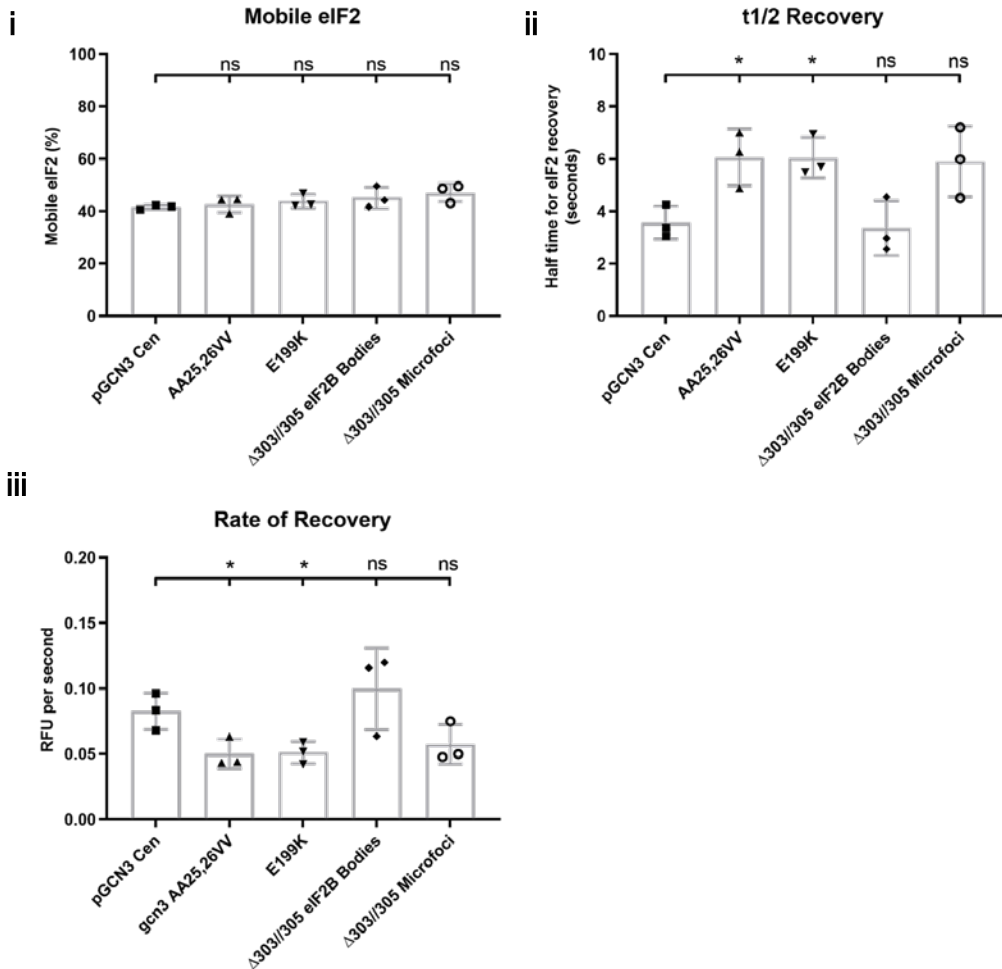 i
Mobile eIF2
Mobile eIF2 (%)
100
80
60
40
20
0
ns
ns
ns
ns
pGCN3 Cen
AA25,26VV
E199K
Δ303//305 eIF2B Bodies
Δ303//305 Microfoci
ii
t1/2 Recovery
Half time for eIF2 recovery
(seconds)
10
8
6
4
2
0
*
*
ns
ns
pGCN3 Cen
AA25,26VV
E199K
Δ303//305 eIF2B Bodies
Δ303//305 Microfoci
iii
Rate of Recovery
RFU per second
0.20
0.15
0.10
0.05
0.00
*
*
ns
ns
pGCN3 Cen
gcn3 AA25,26VV
E199K
Δ303//305 eIF2B Bodies
Δ303//305 Microfoci